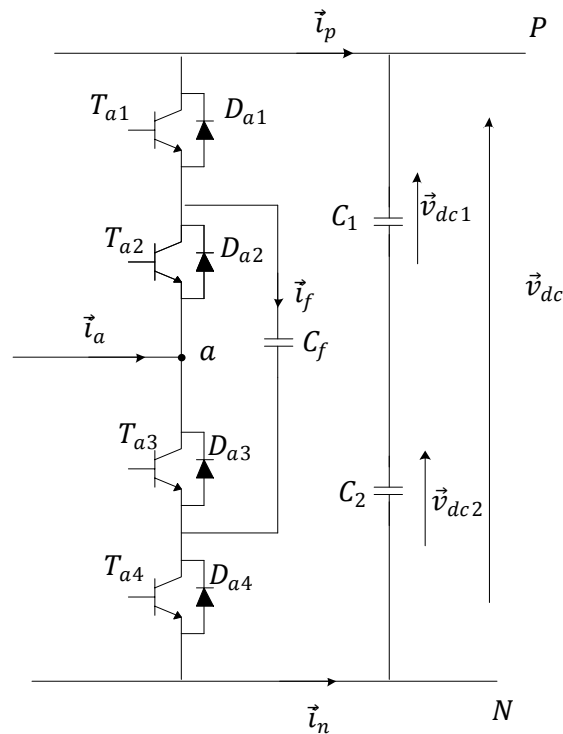 i⃗p
P
Ta1
Da1
C1
v⃗dc1
Ta2
Da2
v⃗dc
i⃗f
i⃗a
a
Cf
Ta3
Da3
C2
v⃗dc2
Ta4
Da4
i⃗n
N